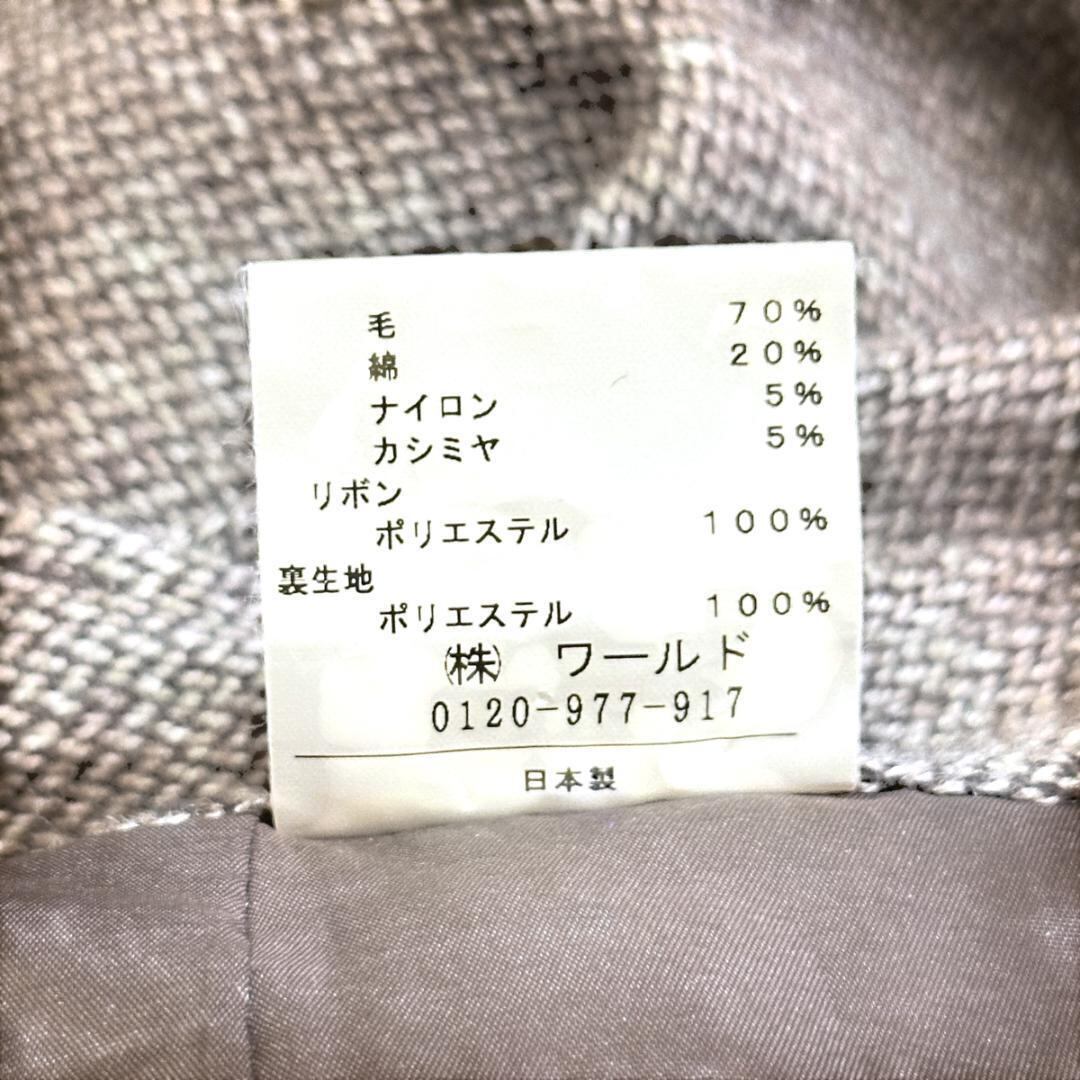 毛 70%
綿 20%
ナイロン 5%
カシミヤ 5%
リボン
ポリエステル 100%
裏生地
ポリエステル 100%
㈱ ワールド
0120-977-917
日本製